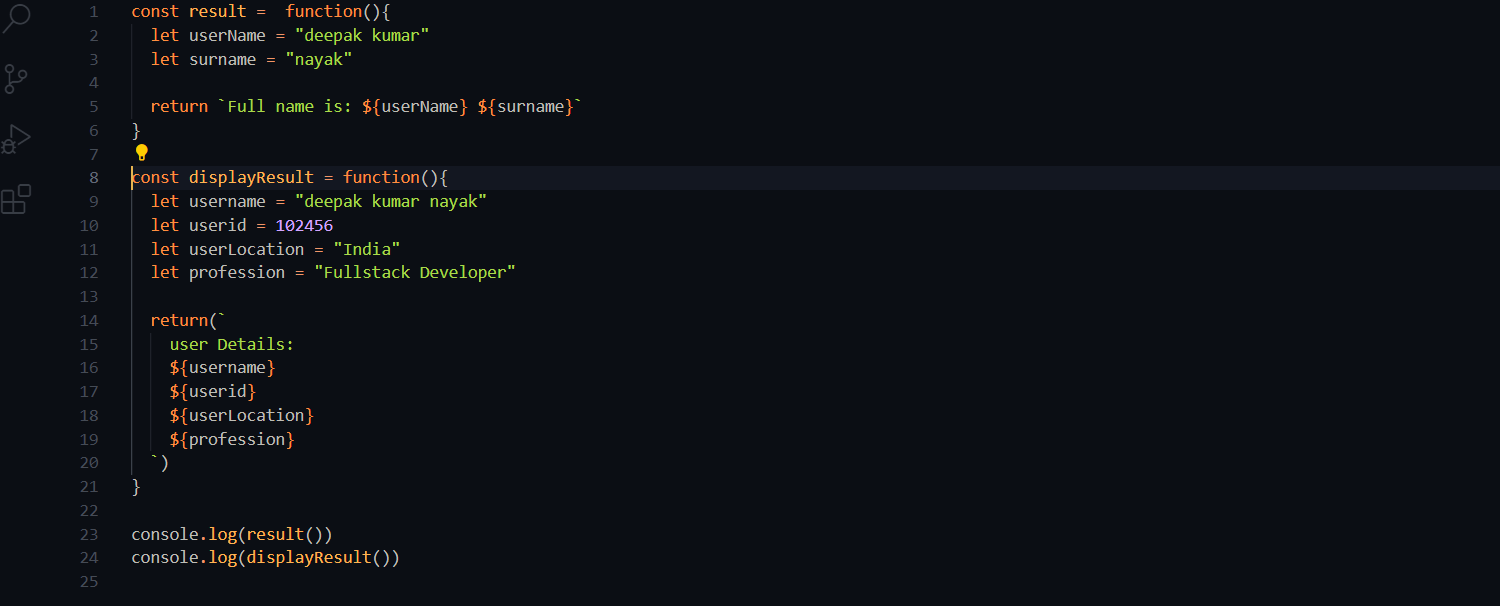 1 const result =  function(){
2   let userName = "deepak kumar"
3   let surname = "nayak"
4
5   return `Full name is: ${userName} ${surname}`
6 }
7
8 const displayResult = function(){
9   let username = "deepak kumar nayak"
10   let userid = 102456
11   let userLocation = "India"
12   let profession = "Fullstack Developer"
13
14   return(`
15     user Details:
16     ${username}
17     ${userid}
18     ${userLocation}
19     ${profession}
20   `)
21 }
22
23 console.log(result())
24 console.log(displayResult())
25